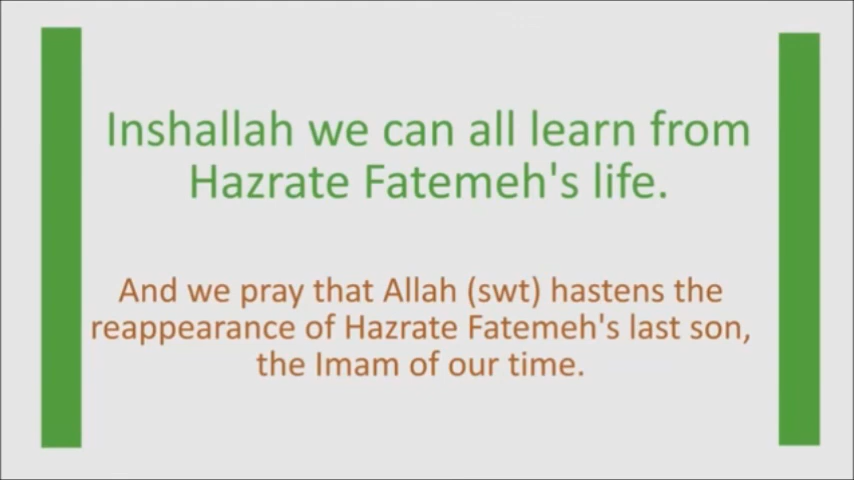 Inshallah we can all learn from
Hazrate Fatemeh's life.
And we pray that Allah (swt) hastens the
reappearance of Hazrate Fatemeh's last son,
the Imam of our time.